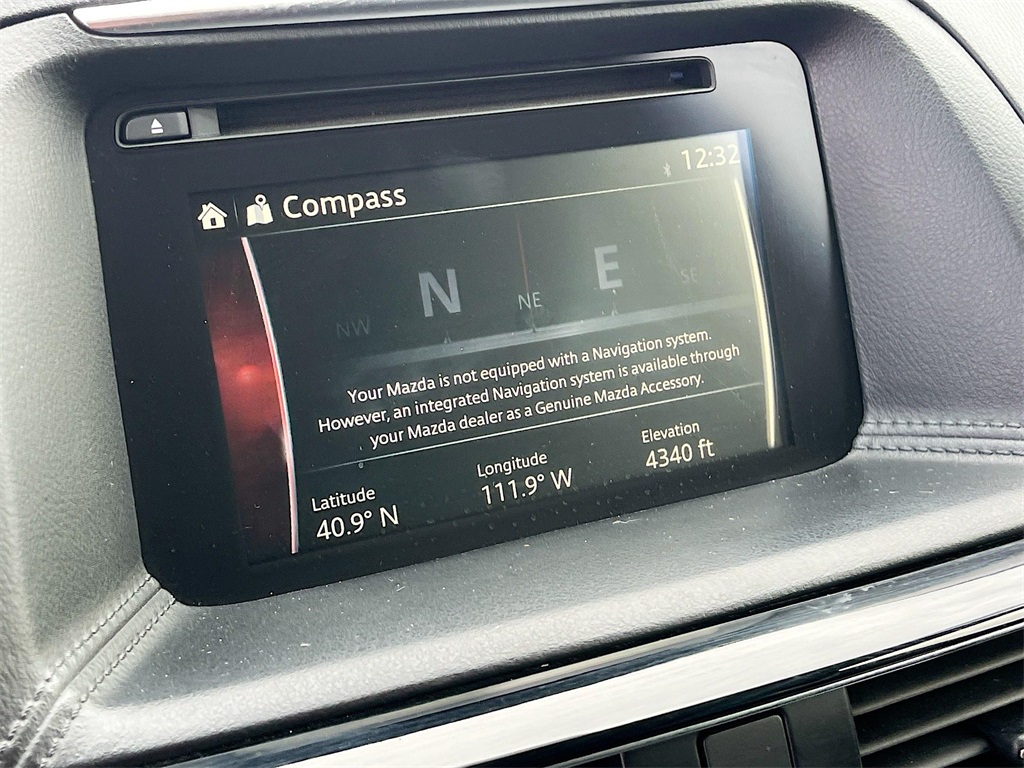 Compass
12:32
N
E
NW
NE
SE
Your Mazda is not equipped with a Navigation system.
However, an integrated Navigation system is available through
your Mazda dealer as a Genuine Mazda Accessory.
Latitude
40.9° N
Longitude
111.9° W
Elevation
4340 ft